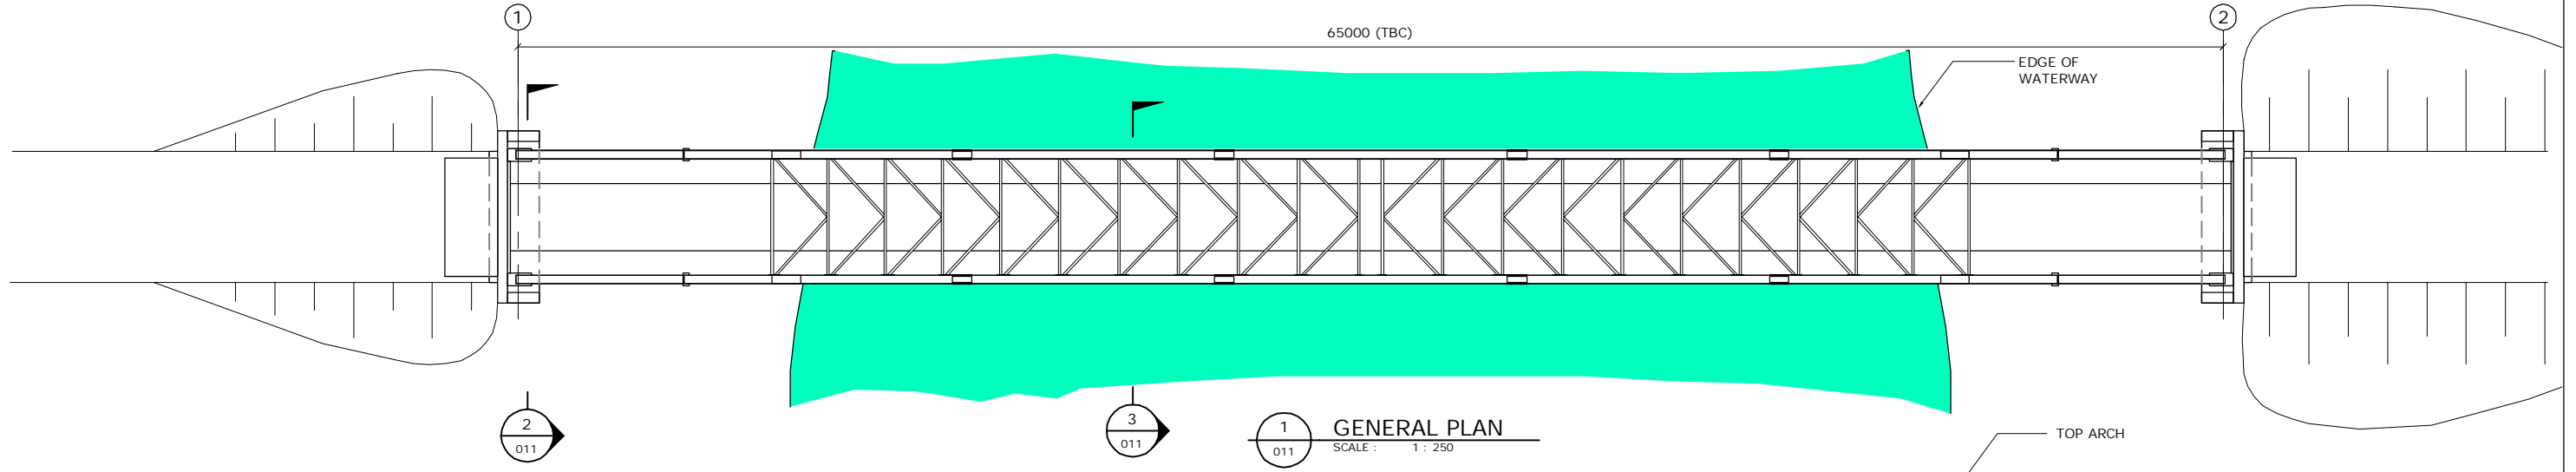 1
2
65000 (TBC)
EDGE OF
WATERWAY
2
011
3
011
1
011
GENERAL PLAN
SCALE : 1 : 250
TOP ARCH